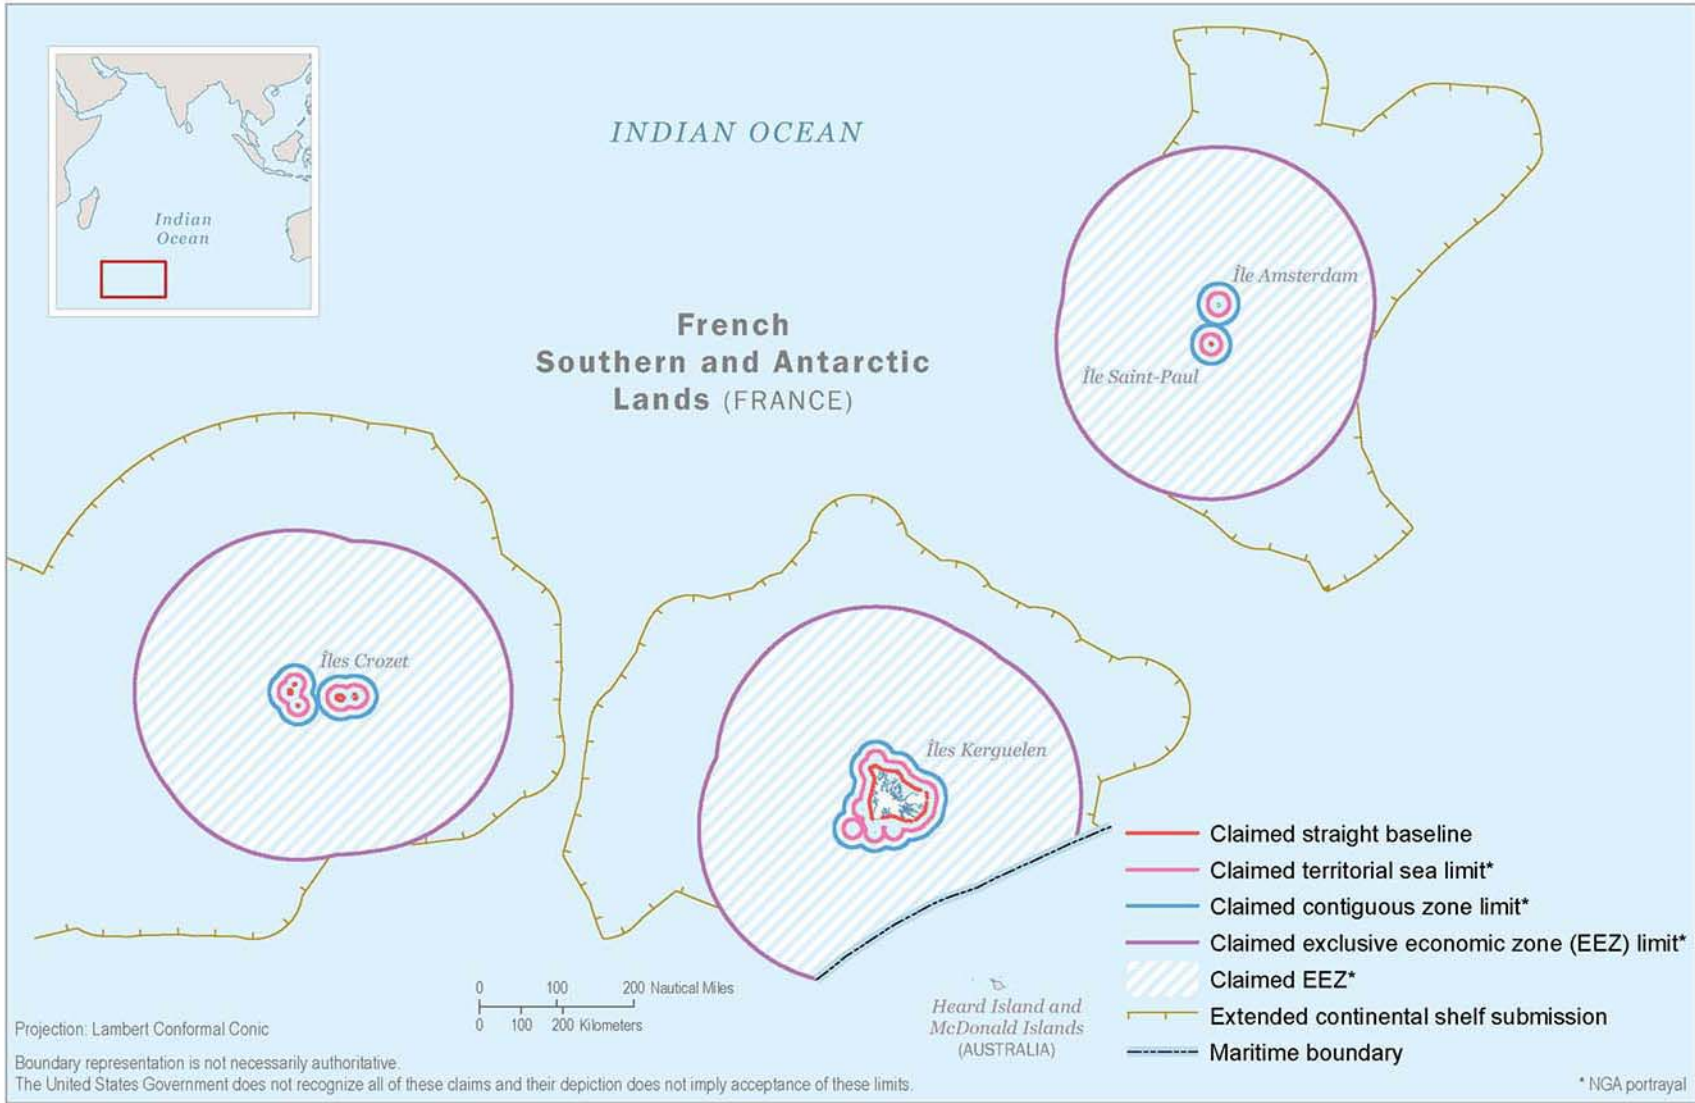 Indian
Ocean
INDIAN OCEAN
French
Southern and Antarctic
Lands (FRANCE)
Île Amsterdam
Île Saint-Paul
Îles Crozet
Îles Kerguelen
Heard Island and
McDonald Islands
(AUSTRALIA)
Claimed straight baseline
Claimed territorial sea limit*
Claimed contiguous zone limit*
Claimed exclusive economic zone (EEZ) limit*
Claimed EEZ*
Extended continental shelf submission
Maritime boundary
0 100 200 Nautical Miles
0 100 200 Kilometers
Projection: Lambert Conformal Conic
Boundary representation is not necessarily authoritative.
The United States Government does not recognize all of these claims and their depiction does not imply acceptance of these limits.
* NGA portrayal